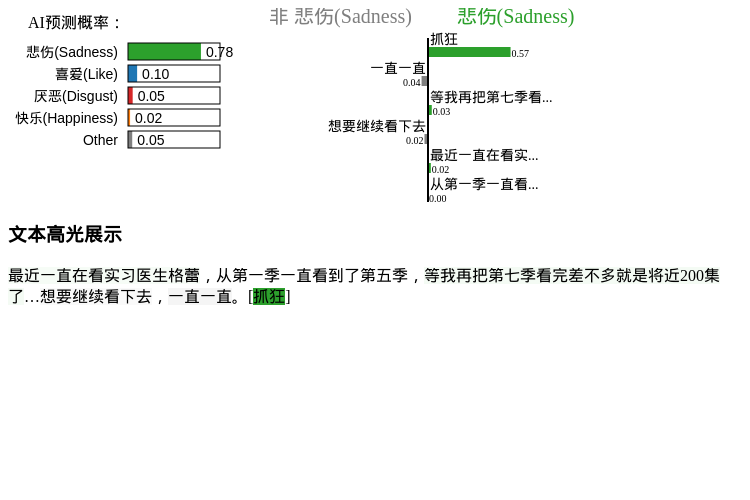 AI预测概率：
悲伤(Sadness) 0.78
喜爱(Like) 0.10
厌恶(Disgust) 0.05
快乐(Happiness) 0.02
Other 0.05
非 悲伤(Sadness) 悲伤(Sadness)
抓狂
0.57
一直一直
0.04
等我再把第七季看...
0.03
想要继续看下去
0.02
最近一直在看实...
0.02
从第一季一直看...
0.00
文本高光展示
最近一直在看实习医生格蕾，从第一季一直看到了第五季，等我再把第七季看完差不多就是将近200集
了…想要继续看下去，一直一直。[抓狂]